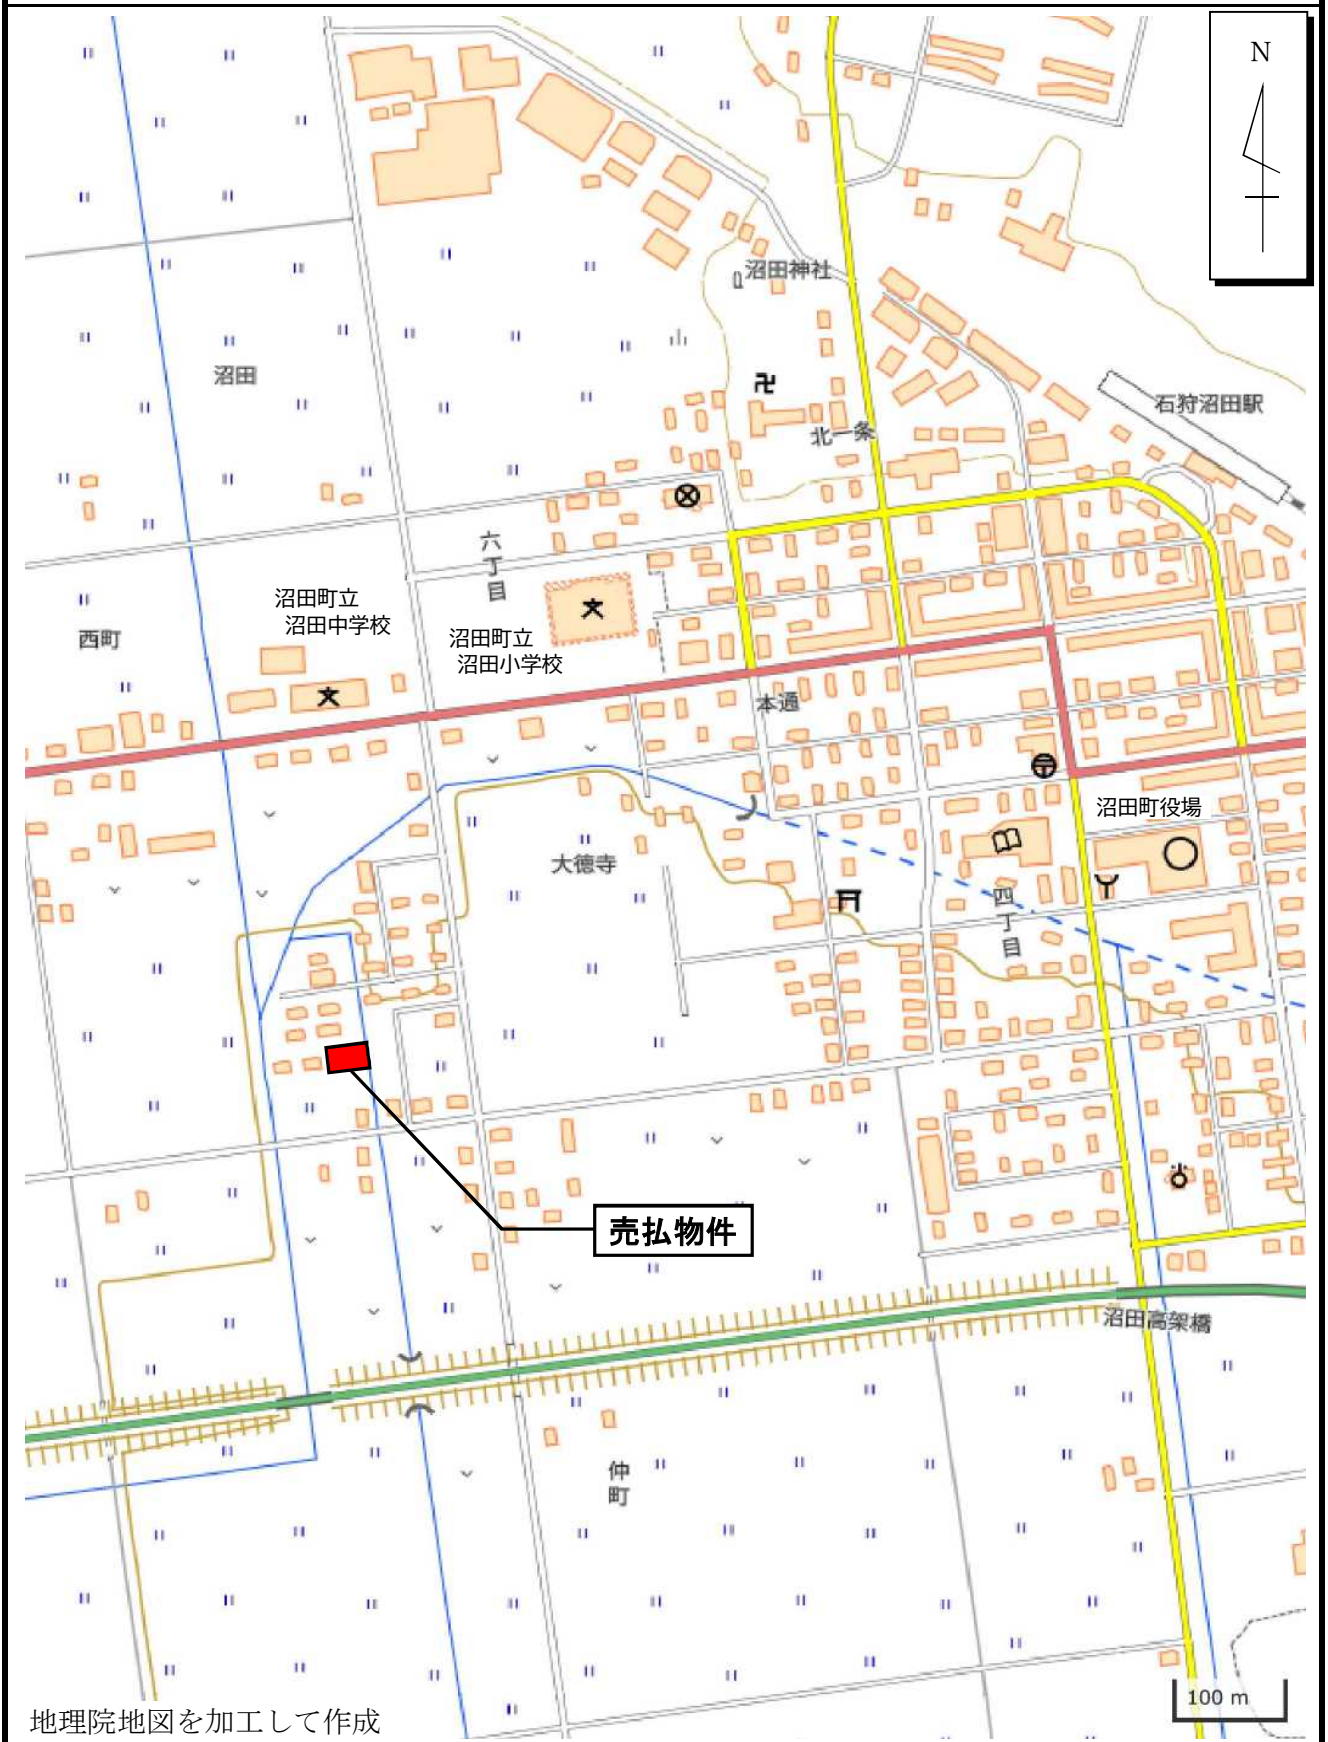 N
沼田神社
沼田
石狩沼田駅
北一条
六丁目
沼田町立
沼田中学校
西町
沼田町立
沼田小学校
本通
沼田町役場
大徳寺
四丁目
売払物件
沼田高架橋
仲町
100 m
地理院地図を加工して作成